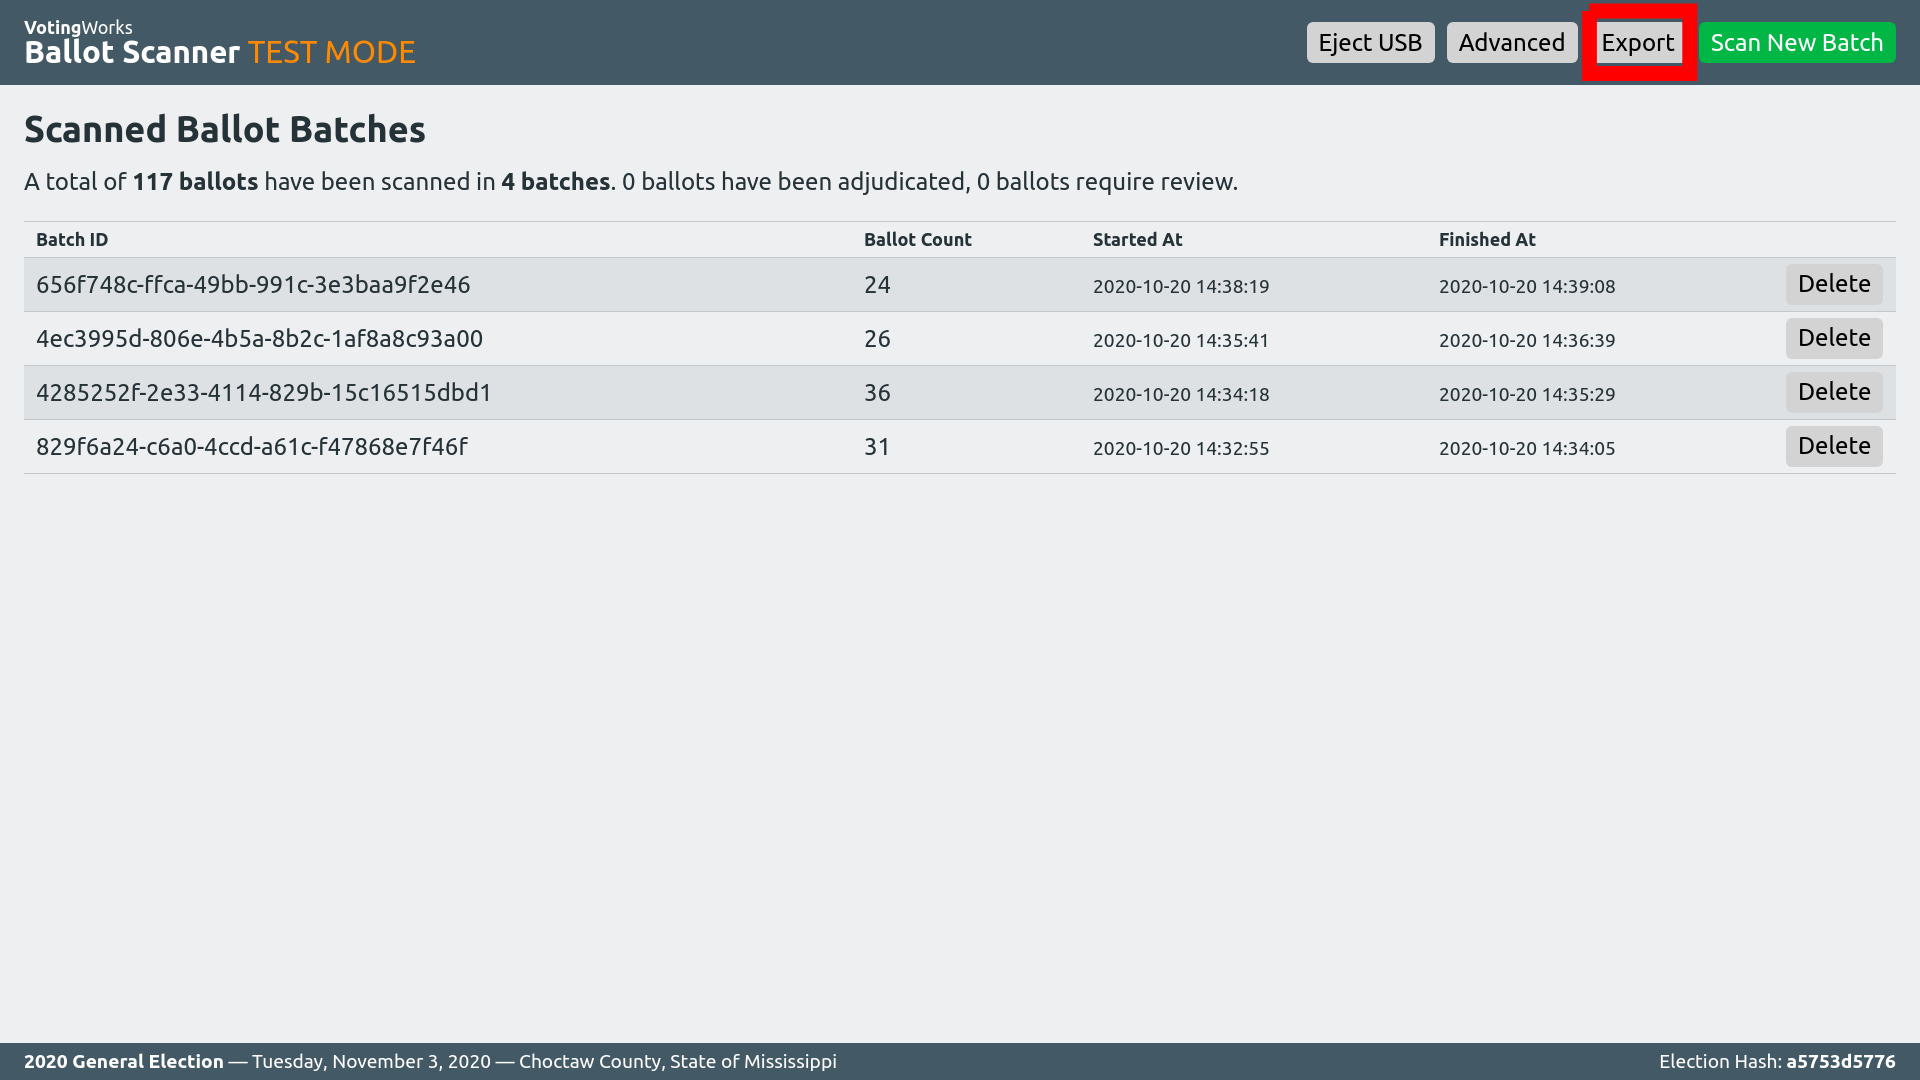 VotingWorks
Ballot Scanner TEST MODE
Eject USB
Advanced
Export
Scan New Batch
Scanned Ballot Batches
A total of 117 ballots have been scanned in 4 batches. 0 ballots have been adjudicated, 0 ballots require review.
Batch ID Ballot Count Started At Finished At
656f748c-ffca-49bb-991c-3e3baa9f2e46 24 2020-10-20 14:38:19 2020-10-20 14:39:08 Delete
4ec3995d-806e-4b5a-8b2c-1af8a8c93a00 26 2020-10-20 14:35:41 2020-10-20 14:36:39 Delete
4285252f-2e33-4114-829b-15c16515dbd1 36 2020-10-20 14:34:18 2020-10-20 14:35:29 Delete
829f6a24-c6a0-4ccd-a61c-f47868e7f46f 31 2020-10-20 14:32:55 2020-10-20 14:34:05 Delete
2020 General Election — Tuesday, November 3, 2020 — Choctaw County, State of Mississippi
Election Hash: a5753d5776